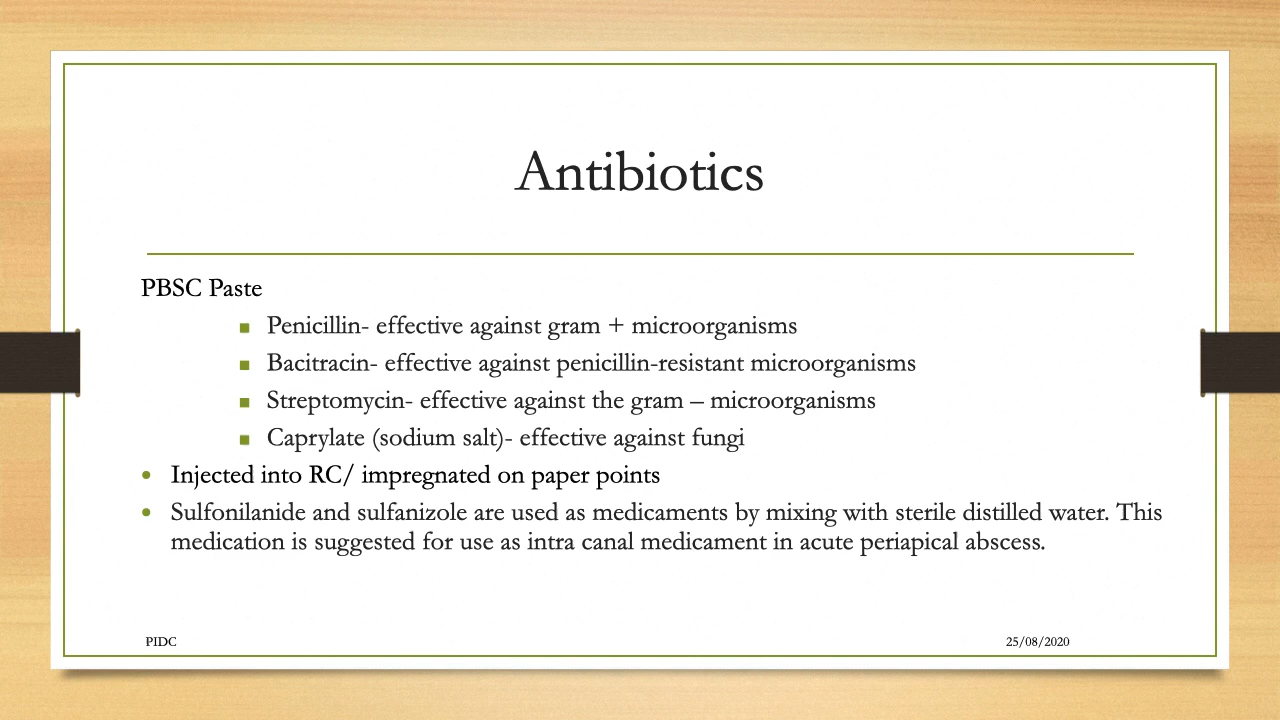 Antibiotics
PBSC Paste
Penicillin- effective against gram + microorganisms
Bacitracin- effective against penicillin-resistant microorganisms
Streptomycin- effective against the gram – microorganisms
Caprylate (sodium salt)- effective against fungi
Injected into RC/ impregnated on paper points
Sulfonilanide and sulfanizole are used as medicaments by mixing with sterile distilled water. This
medication is suggested for use as intra canal medicament in acute periapical abscess.
PIDC
25/08/2020